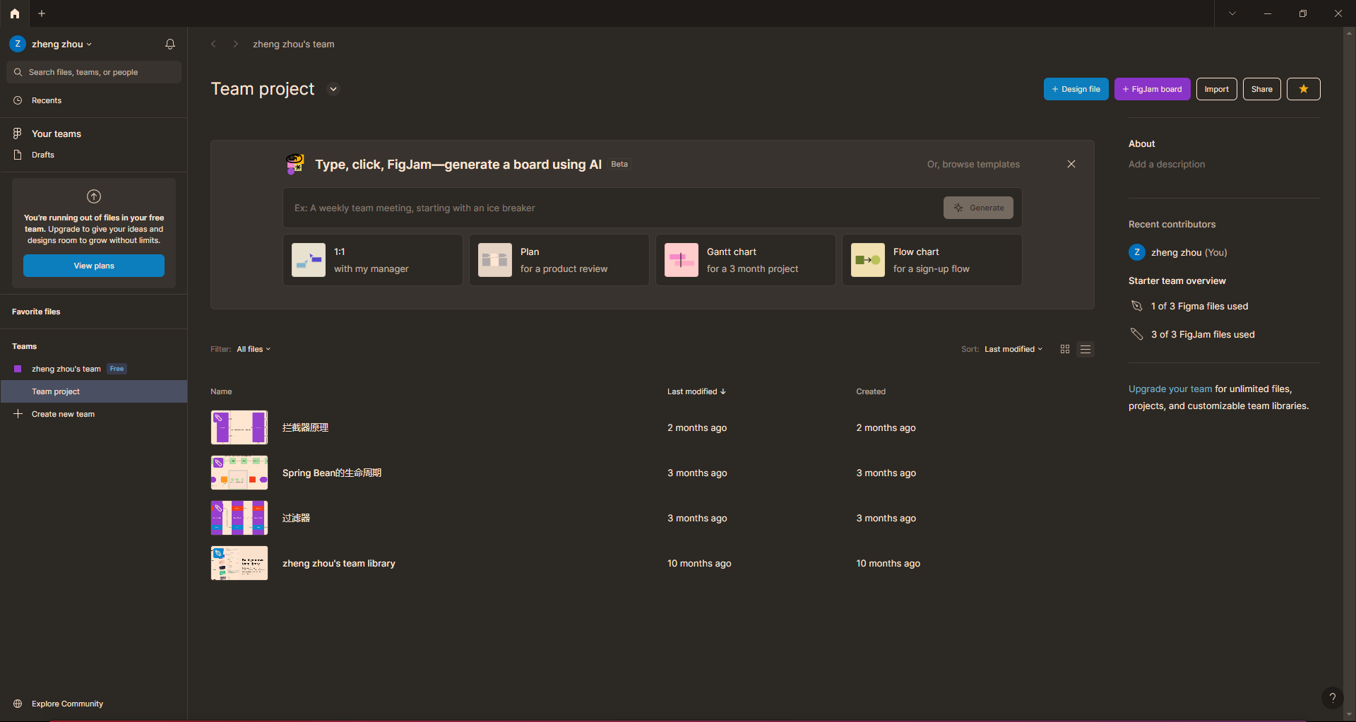 Z zheng zhou
Search files, teams, or people
Recents
Your teams
Drafts
You're running out of files in your free
team. Upgrade to give your ideas and
designs room to grow without limits.
View plans
Favorite files
Teams
zheng zhou's team Free
Team project
Create new team
Explore Community
zheng zhou's team
Team project
+ Design file
+ FigJam board
Import
Share
Type, click, FigJam—generate a board using AI Beta
Or, browse templates
Ex: A weekly team meeting, starting with an ice breaker
Generate
1:1
with my manager
Plan
for a product review
Gantt chart
for a 3 month project
Flow chart
for a sign-up flow
Filter: All files
Sort: Last modified
Name Last modified ↓ Created
拦截器原理 2 months ago 2 months ago
Spring Bean的生命周期 3 months ago 3 months ago
过滤器 3 months ago 3 months ago
zheng zhou's team library 10 months ago 10 months ago
About
Add a description
Recent contributors
Z zheng zhou (You)
Starter team overview
1 of 3 Figma files used
3 of 3 FigJam files used
Upgrade your team for unlimited files,
projects, and customizable team libraries.
?